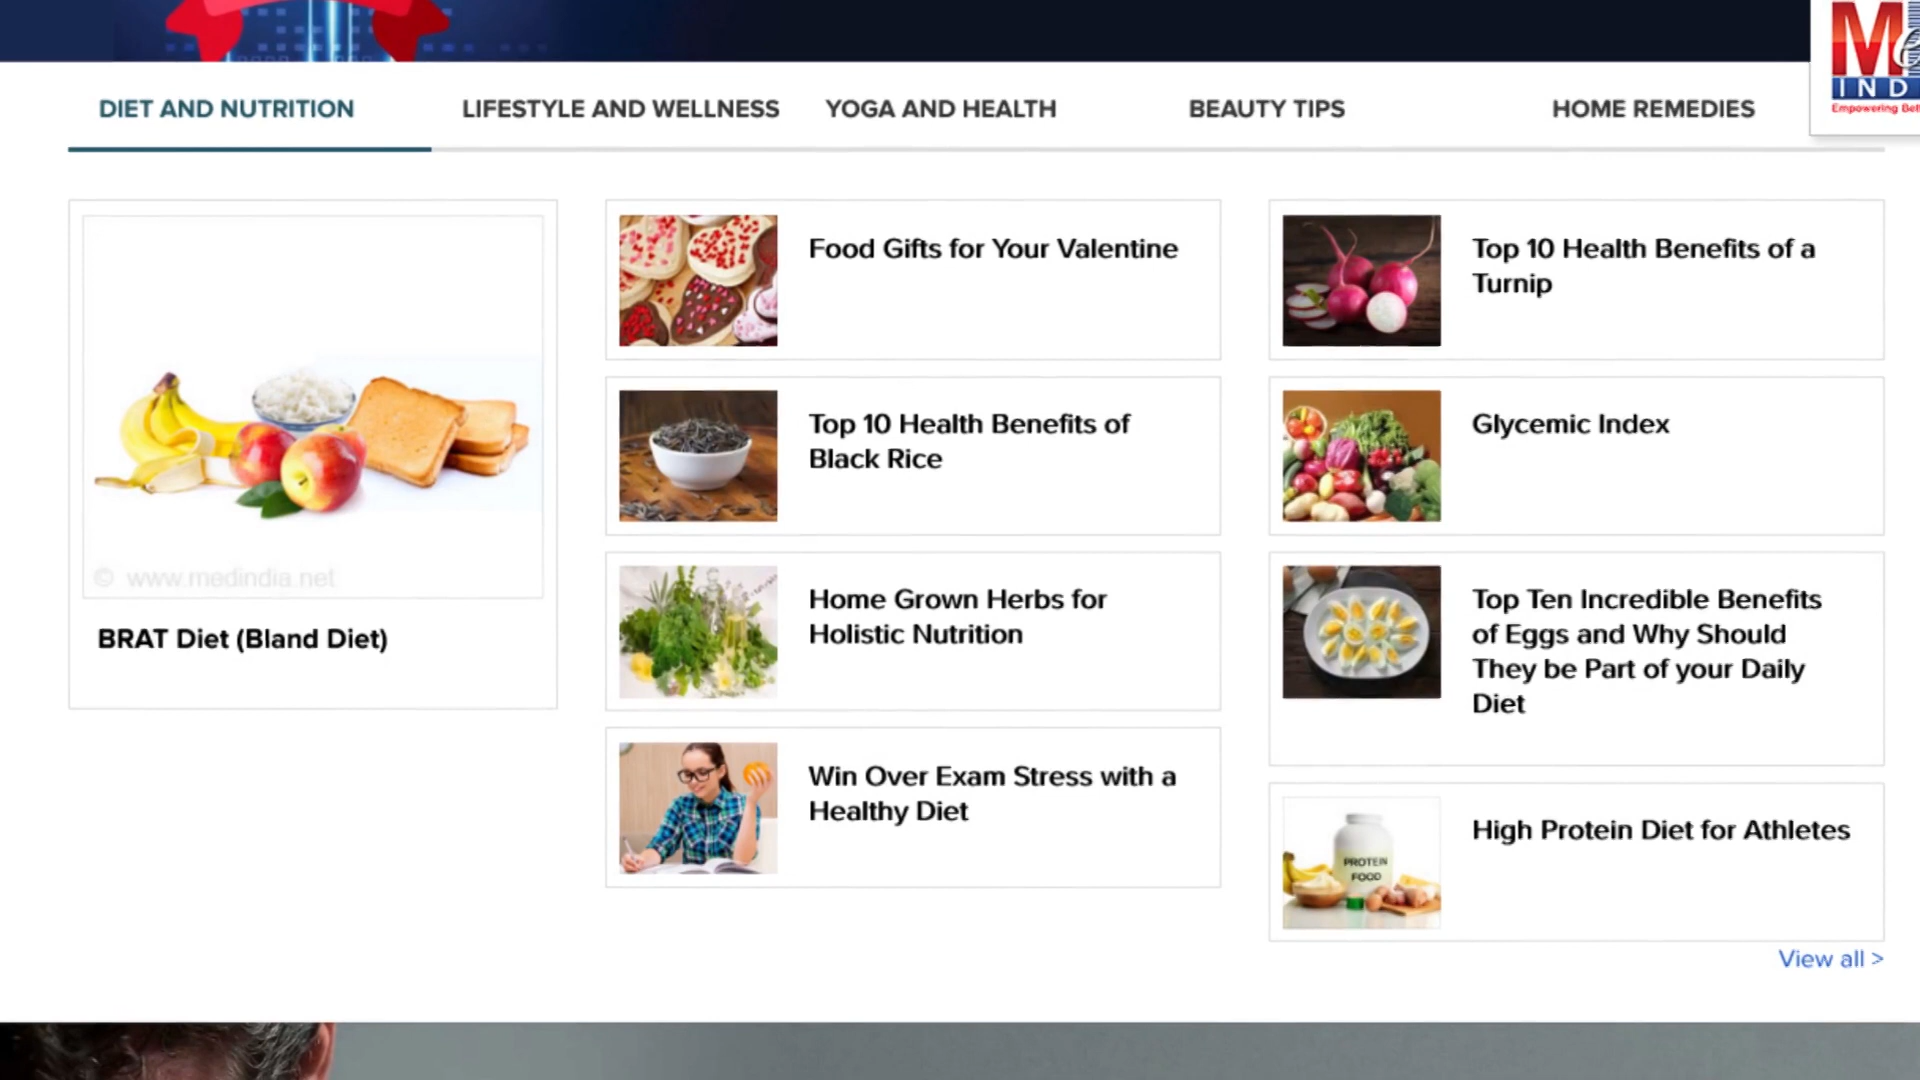 DIET AND NUTRITION
LIFESTYLE AND WELLNESS
YOGA AND HEALTH
BEAUTY TIPS
HOME REMEDIES
IND
Empowering
© www.medindia.net
BRAT Diet (Bland Diet)
Food Gifts for Your Valentine
Top 10 Health Benefits of
Black Rice
Home Grown Herbs for
Holistic Nutrition
Win Over Exam Stress with a
Healthy Diet
Top 10 Health Benefits of a
Turnip
Glycemic Index
Top Ten Incredible Benefits
of Eggs and Why Should
They be Part of your Daily
Diet
PROTEIN
FOOD
High Protein Diet for Athletes
View all >